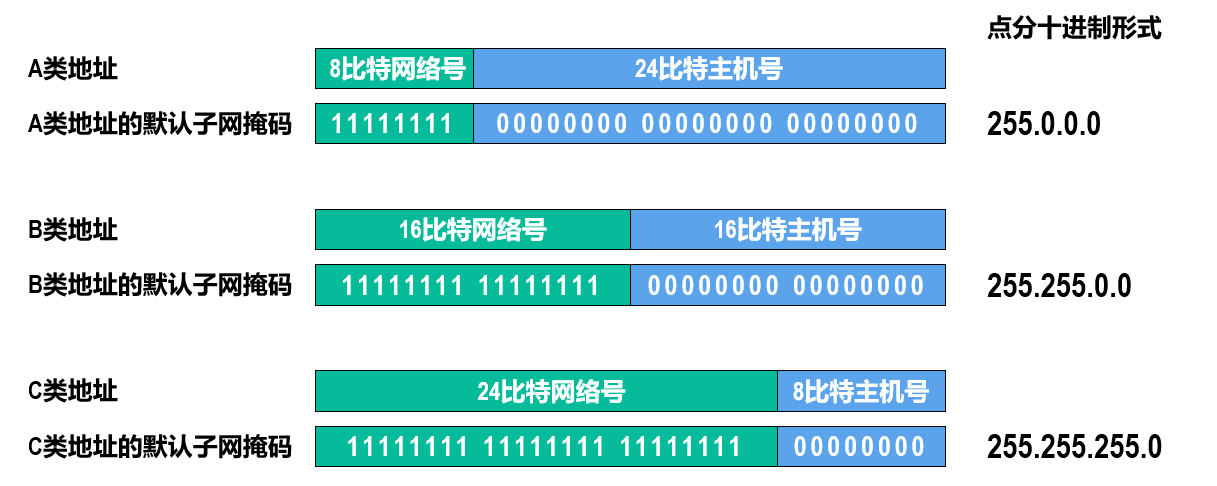 点分十进制形式
A类地址 8比特网络号 24比特主机号
A类地址的默认子网掩码 11111111 00000000 00000000 00000000 255.0.0.0
B类地址 16比特网络号 16比特主机号
B类地址的默认子网掩码 11111111 11111111 00000000 00000000 255.255.0.0
C类地址 24比特网络号 8比特主机号
C类地址的默认子网掩码 11111111 11111111 11111111 00000000 255.255.255.0